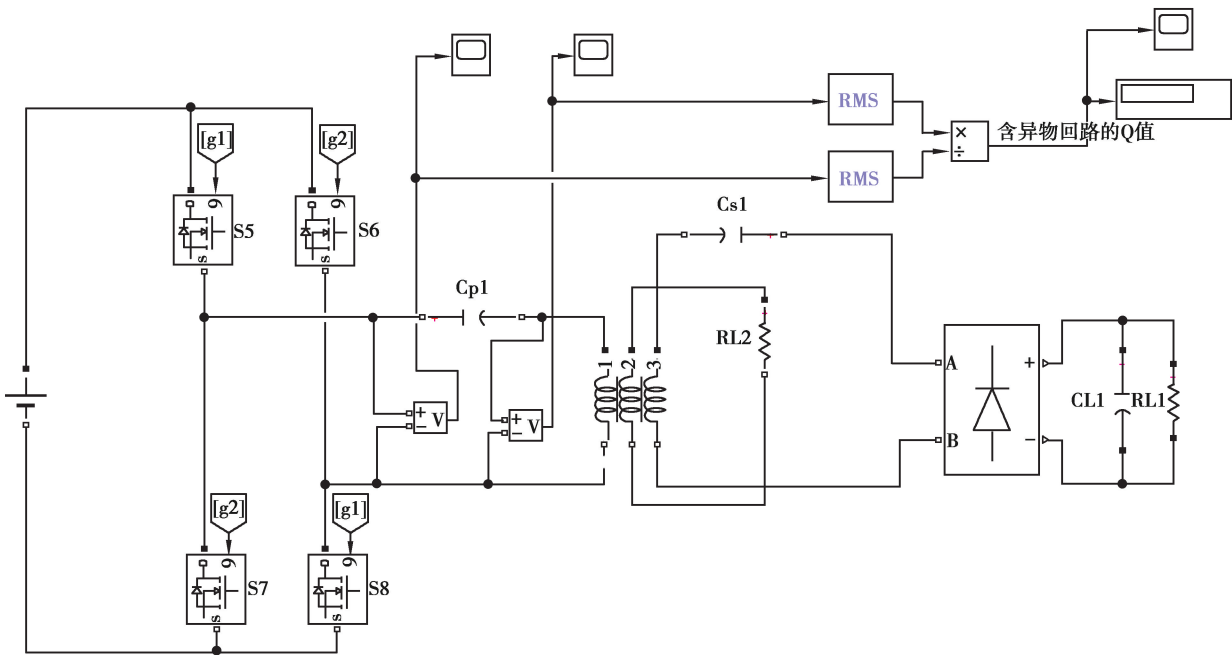 [g1]
[g2]
RMS
RMS
×
÷
含异物回路的Q值
D
g
S
S5
D
g
S
S6
Cs1
Cp1
RL2
1
2
3
+
−
V
+
−
V
A
B
+
−
CL1
RL1
[g2]
[g1]
D
g
S
S7
D
g
S
S8